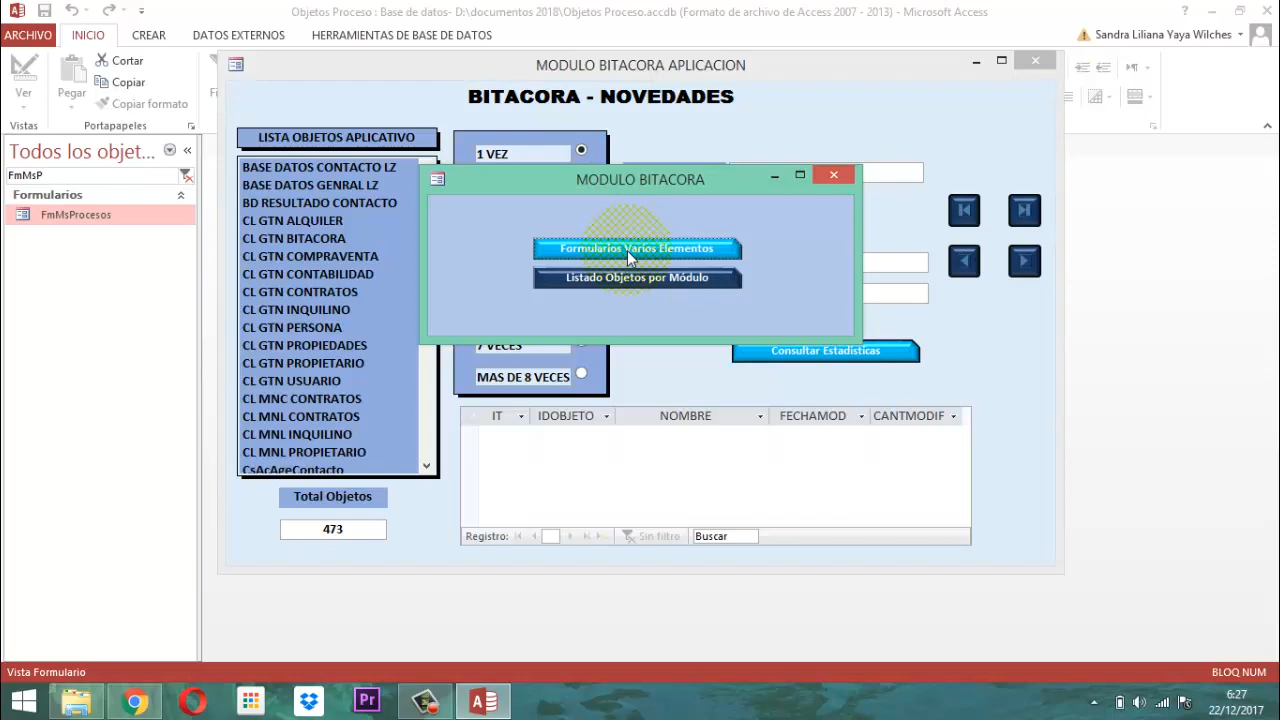 Objetos Proceso : Base de datos- D:\documentos 2018\Objetos Proceso.accdb (Formato de archivo de Access 2007 - 2013) - Microsoft Access
ARCHIVO INICIO CREAR DATOS EXTERNOS HERRAMIENTAS DE BASE DE DATOS Sandra Liliana Yaya Wilches
Ver
Pegar
Cortar
Copiar
Copiar formato
Vistas Portapapeles
Todos los objet...
FmMsP
Formularios
FmMsProcesos
MODULO BITACORA APLICACION
BITACORA - NOVEDADES
LISTA OBJETOS APLICATIVO
BASE DATOS CONTACTO LZ
BASE DATOS GENRAL LZ
BD RESULTADO CONTACTO
CL GTN ALQUILER
CL GTN BITACORA
CL GTN COMPRAVENTA
CL GTN CONTABILIDAD
CL GTN CONTRATOS
CL GTN INQUILINO
CL GTN PERSONA
CL GTN PROPIEDADES
CL GTN PROPIETARIO
CL GTN USUARIO
CL MNC CONTRATOS
CL MNL CONTRATOS
CL MNL INQUILINO
CL MNL PROPIETARIO
CsAcAgeContacto
Total Objetos
473
1 VEZ
7 VECES
MAS DE 8 VECES
MODULO BITACORA
Formularios Varios Elementos
Listado Objetos por Módulo
Consultar Estadisticas
IT IDOBJETO NOMBRE FECHAMOD CANTMODIF
Registro: Sin filtro Buscar
Vista Formulario BLOQ NUM
Pr
6:27
22/12/2017